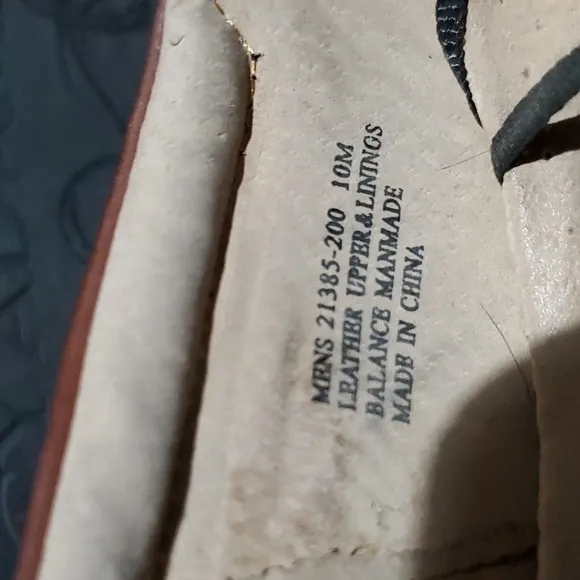 MENS 21385-200 10M
LEATHER UPPER & LININGS
BALANCE MANMADE
MADE IN CHINA